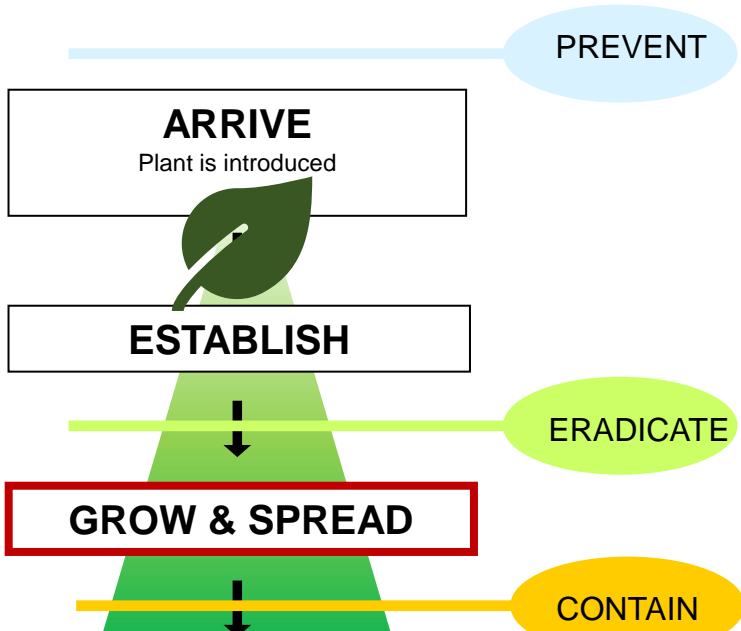 PREVENT
ARRIVE
Plant is introduced
ESTABLISH
ERADICATE
GROW & SPREAD
CONTAIN